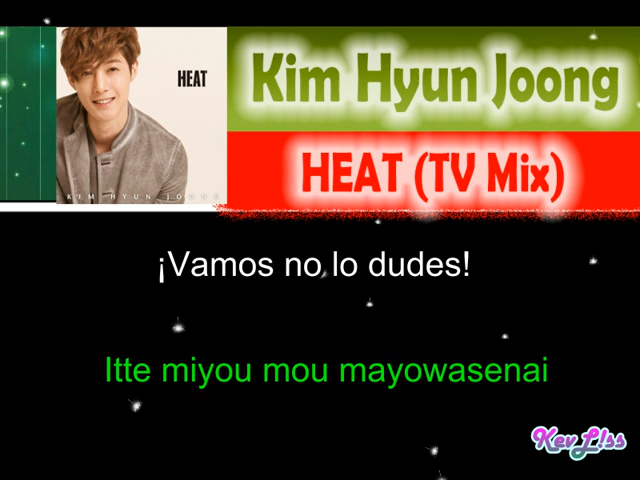 HEAT
KIM HYUN JOONG
Kim Hyun Joong
HEAT (TV Mix)
¡Vamos no lo dudes!
Itte miyou mou mayowasenai
KevL!ss